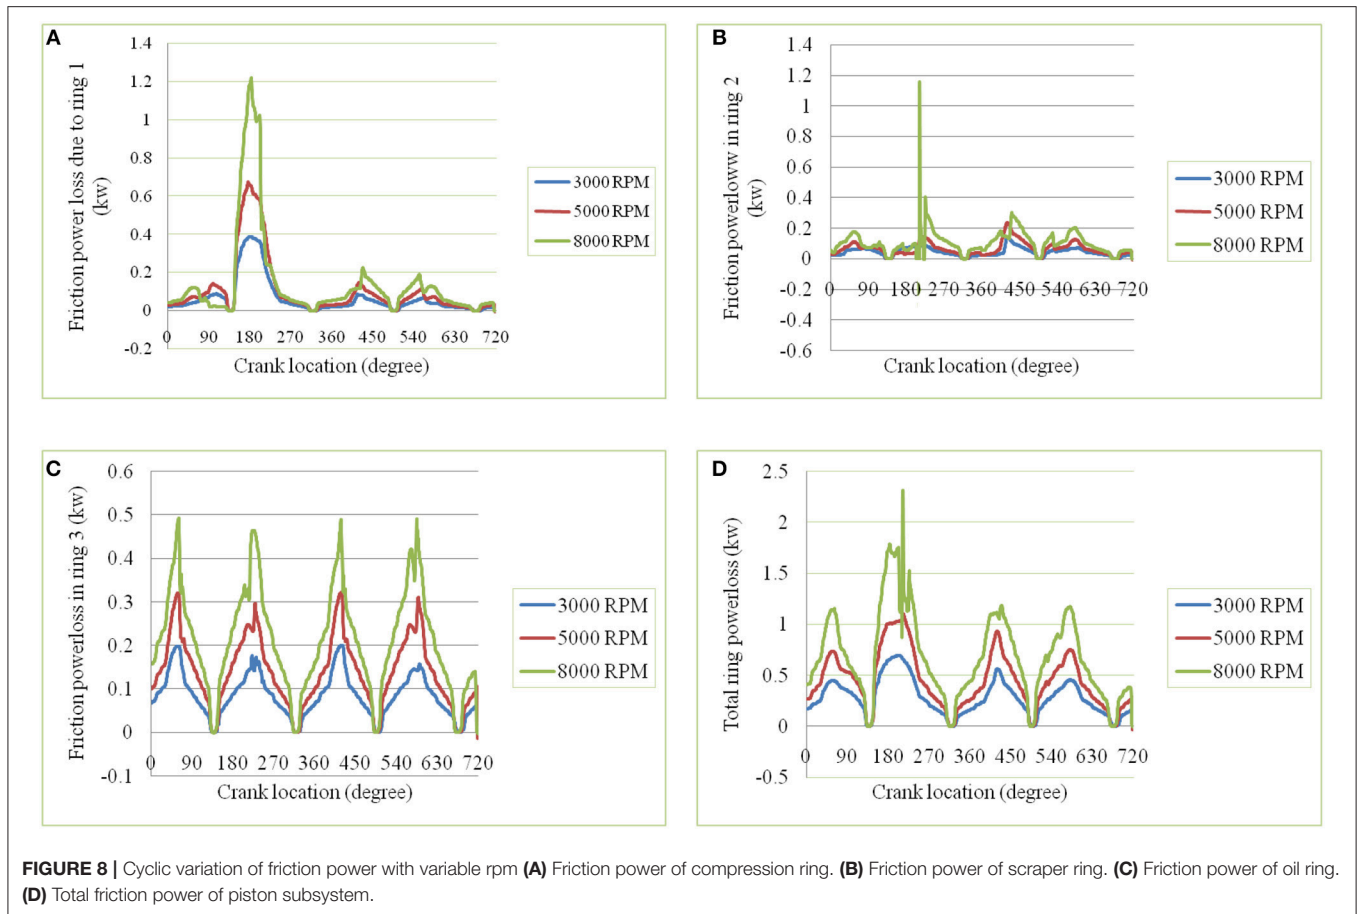 A
Friction power loss due to ring 1
(kw)
1.4
1.2
1
0.8
0.6
0.4
0.2
0
-0.2
0 90 180 270 360 450 540 630 720
Crank location (degree)
3000 RPM
5000 RPM
8000 RPM
B
Friction powerloww in ring 2
(kw)
1.4
1.2
1
0.8
0.6
0.4
0.2
0
-0.2
-0.4
-0.6
0 90 180 270 360 450 540 630 720
Crank location (degree)
3000 RPM
5000 RPM
8000 RPM
C
Friction powerloss in ring 3 (kw)
0.6
0.5
0.4
0.3
0.2
0.1
0
-0.1
0 90 180 270 360 450 540 630 720
Crank location (degree)
3000 RPM
5000 RPM
8000 RPM
D
Total ring powerloss (kw)
2.5
2
1.5
1
0.5
0
-0.5
0 90 180 270 360 450 540 630 720
Crank location (degree)
3000 RPM
5000 RPM
8000 RPM
FIGURE 8 | Cyclic variation of friction power with variable rpm (A) Friction power of compression ring. (B) Friction power of scraper ring. (C) Friction power of oil ring.
(D) Total friction power of piston subsystem.